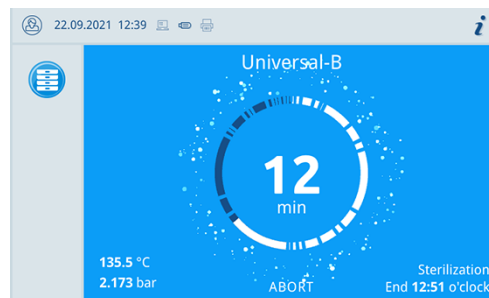 22.09.2021 12:39
i
Universal-B
12
min
135.5 °C
2.173 bar
ABORT
Sterilization
End 12:51 o'clock